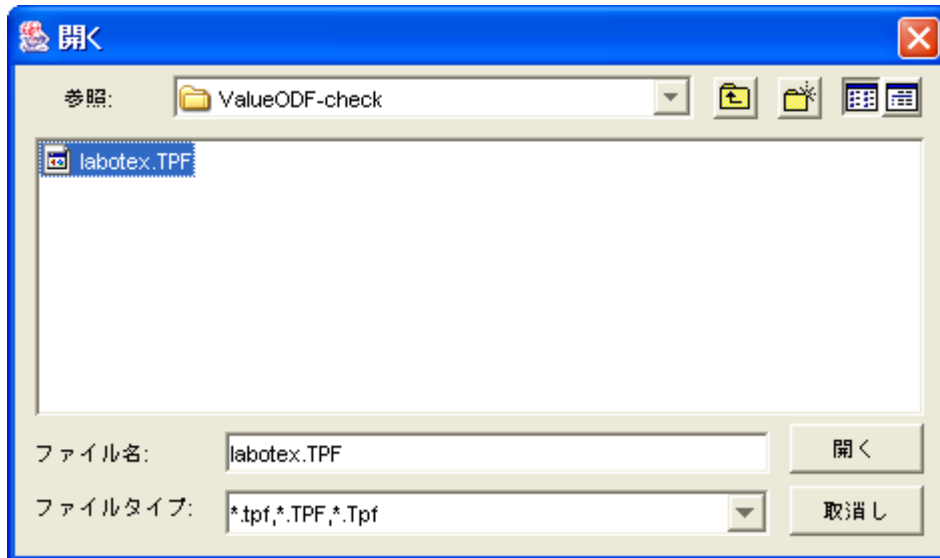 開く
参照: ValueODF-check
labotex.TPF
ファイル名: labotex.TPF 開く
ファイルタイプ: *.tpf,*.TPF,*.Tpf 取消し